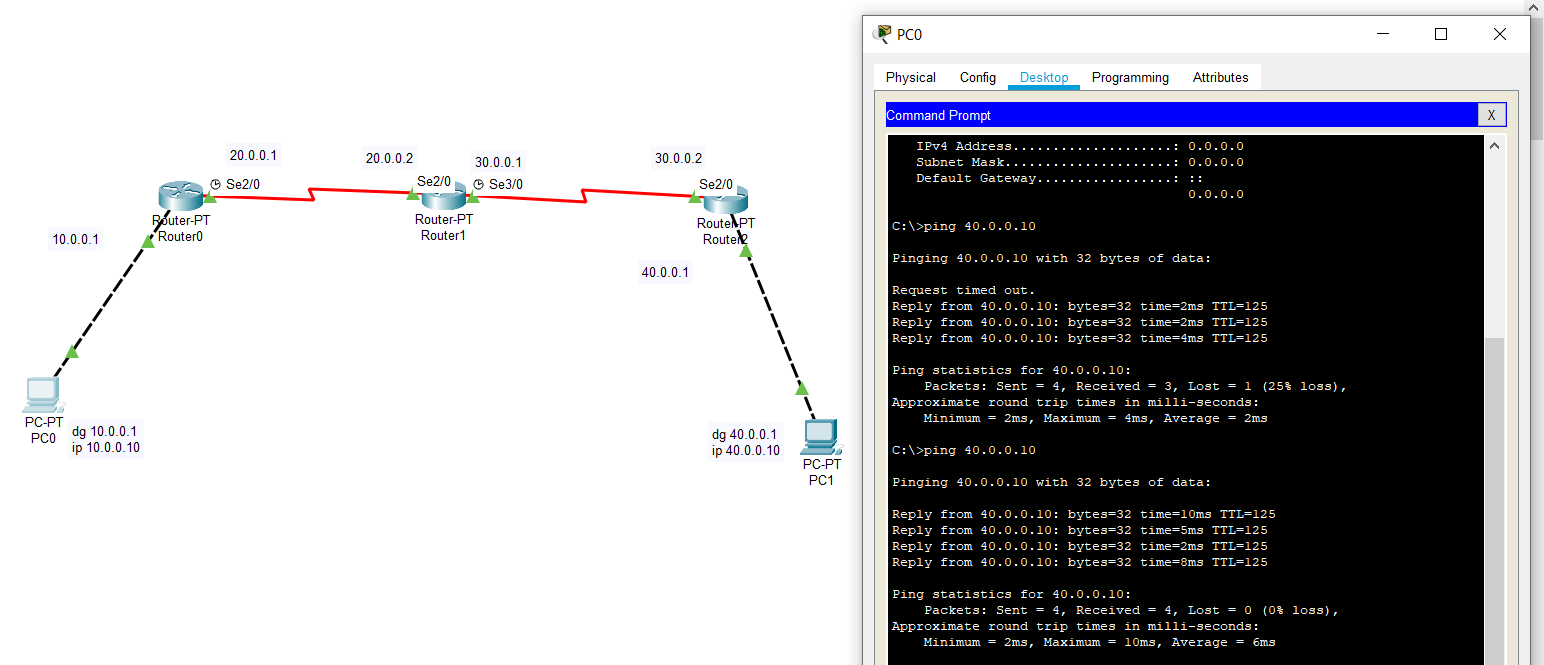 20.0.0.1
20.0.0.2
30.0.0.1
30.0.0.2
Se2/0
Se2/0
Se3/0
Se2/0
Router-PT
Router0
Router-PT
Router1
Router-PT
Router2
10.0.0.1
40.0.0.1
PC-PT
PC0
dg 10.0.0.1
ip 10.0.0.10
dg 40.0.0.1
ip 40.0.0.10
PC-PT
PC1
PC0
Physical Config Desktop Programming Attributes
Command Prompt
X
IPv4 Address....................: 0.0.0.0
Subnet Mask.....................: 0.0.0.0
Default Gateway.................: ::
0.0.0.0
C:\>ping 40.0.0.10
Pinging 40.0.0.10 with 32 bytes of data:
Request timed out.
Reply from 40.0.0.10: bytes=32 time=2ms TTL=125
Reply from 40.0.0.10: bytes=32 time=2ms TTL=125
Reply from 40.0.0.10: bytes=32 time=4ms TTL=125
Ping statistics for 40.0.0.10:
Packets: Sent = 4, Received = 3, Lost = 1 (25% loss),
Approximate round trip times in milli-seconds:
Minimum = 2ms, Maximum = 4ms, Average = 2ms
C:\>ping 40.0.0.10
Pinging 40.0.0.10 with 32 bytes of data:
Reply from 40.0.0.10: bytes=32 time=10ms TTL=125
Reply from 40.0.0.10: bytes=32 time=5ms TTL=125
Reply from 40.0.0.10: bytes=32 time=2ms TTL=125
Reply from 40.0.0.10: bytes=32 time=8ms TTL=125
Ping statistics for 40.0.0.10:
Packets: Sent = 4, Received = 4, Lost = 0 (0% loss),
Approximate round trip times in milli-seconds:
Minimum = 2ms, Maximum = 10ms, Average = 6ms